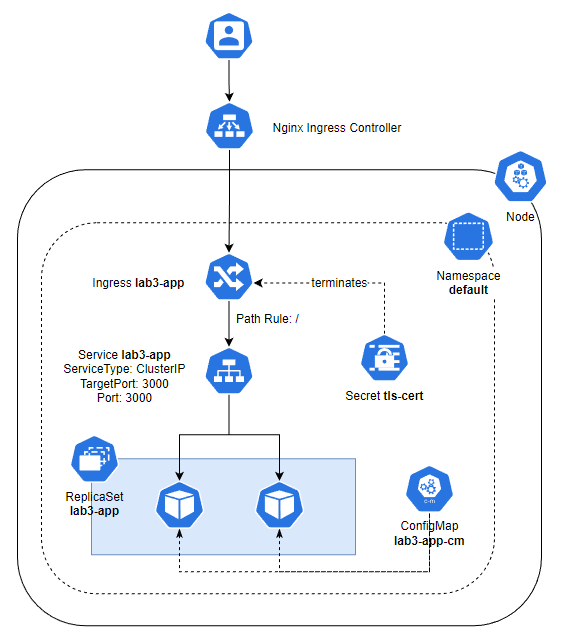 Nginx Ingress Controller
Node
Namespace
default
Ingress lab3-app
terminates
Path Rule: /
Service lab3-app
ServiceType: ClusterIP
TargetPort: 3000
Port: 3000
Secret tls-cert
ReplicaSet
lab3-app
c-m
ConfigMap
lab3-app-cm